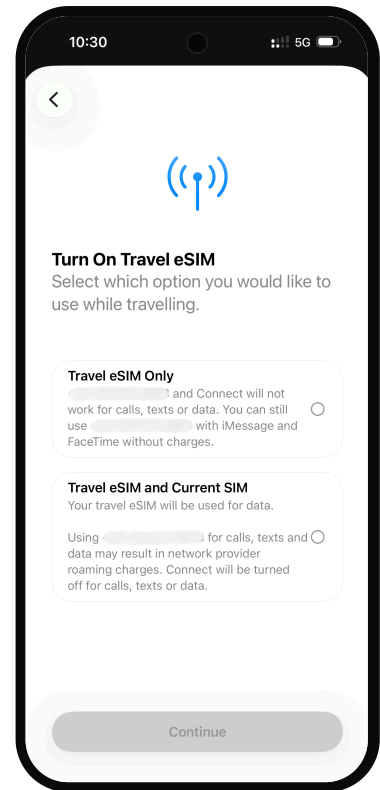 10:30
5G
Turn On Travel eSIM
Select which option you would like to
use while travelling.
Travel eSIM Only
and Connect will not
work for calls, texts or data. You can still
use with iMessage and
FaceTime without charges.
Travel eSIM and Current SIM
Your travel eSIM will be used for data.
Using for calls, texts and
data may result in network provider
roaming charges. Connect will be turned
off for calls, texts or data.
Continue